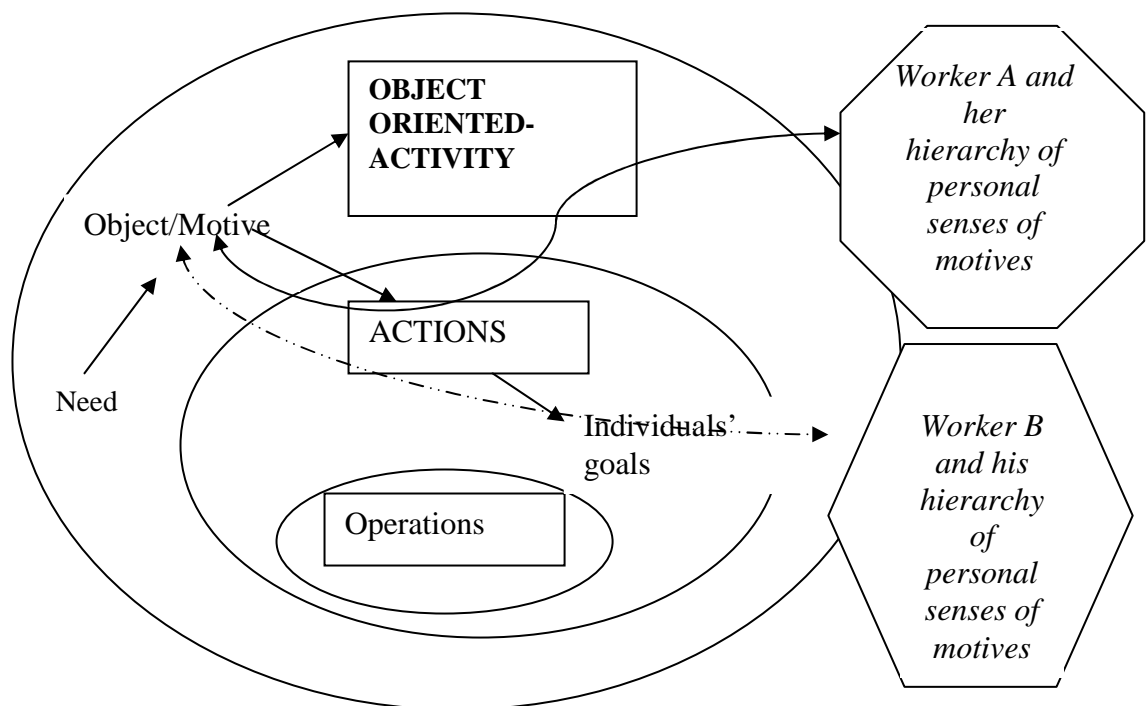 OBJECT
ORIENTED-
ACTIVITY
Object/Motive
Need
ACTIONS
Individuals’
goals
Operations
Worker A and
her
hierarchy of
personal
senses of
motives
Worker B
and his
hierarchy
of
personal
senses of
motives